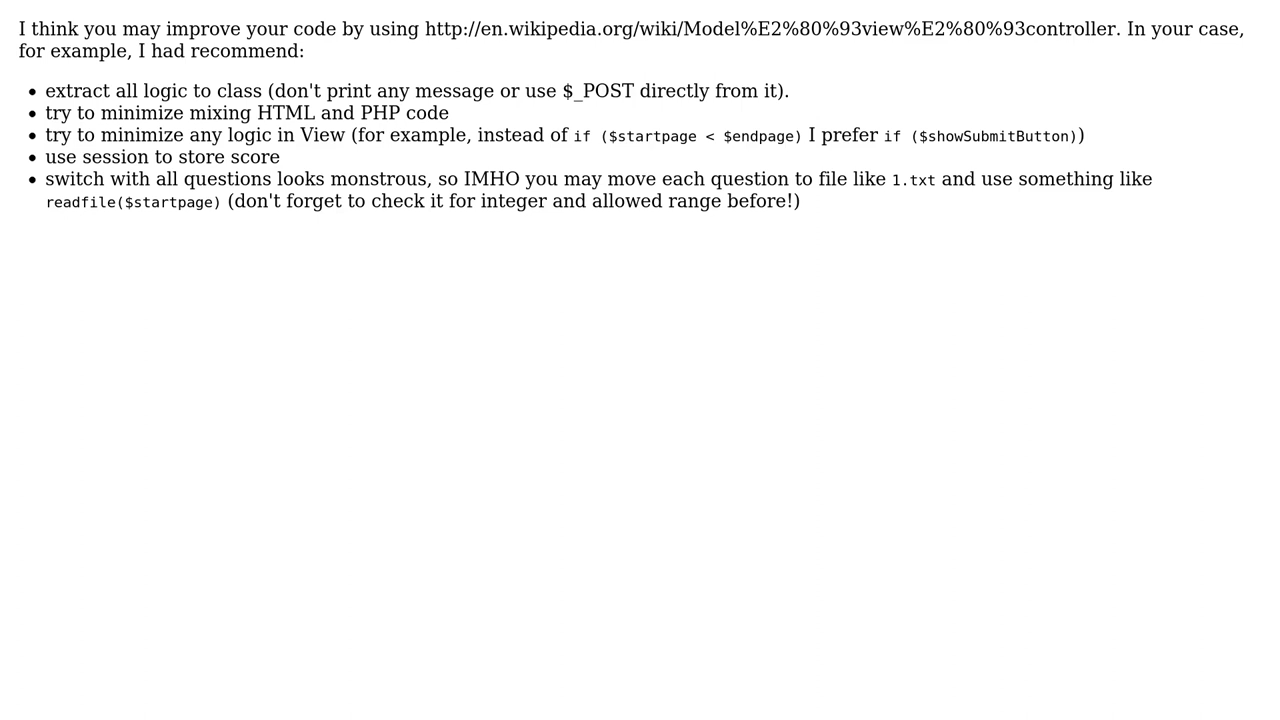 I think you may improve your code by using http://en.wikipedia.org/wiki/Model%E2%80%93view%E2%80%93controller. In your case,
for example, I had recommend:
• extract all logic to class (don't print any message or use $_POST directly from it).
• try to minimize mixing HTML and PHP code
• try to minimize any logic in View (for example, instead of if ($startpage < $endpage) I prefer if ($showSubmitButton))
• use session to store score
• switch with all questions looks monstrous, so IMHO you may move each question to file like 1.txt and use something like
readfile($startpage) (don't forget to check it for integer and allowed range before!)